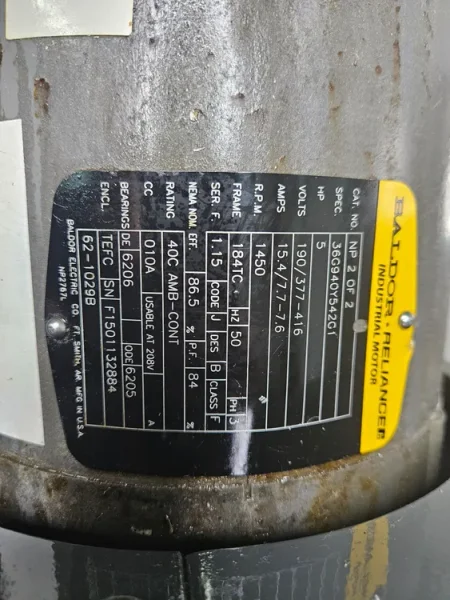 BALDOR • RELIANCE
INDUSTRIAL MOTOR
CAT. NO. NP 2 OF 2
SPEC. 36G940Y542G1
HP 5
VOLTS 190/377-416
AMPS 15.4/7.7-7.6
R.P.M. 1450
FRAME 184TC HZ 50 PH 3
SER. F. 1.15 CODE J DES B CLASS F
NEMA NOM. EFF. 86.5 % P.F. 84 %
RATING 40C AMB-CONT
CC 010A USABLE AT 208V A
BEARINGS DE 6206 ODE 6205
ENCL. TEFC SN F1501132884
62-1029B
BALDOR ELECTRIC CO. FT. SMITH, AR. MFG. IN U.S.A.
NP2767L